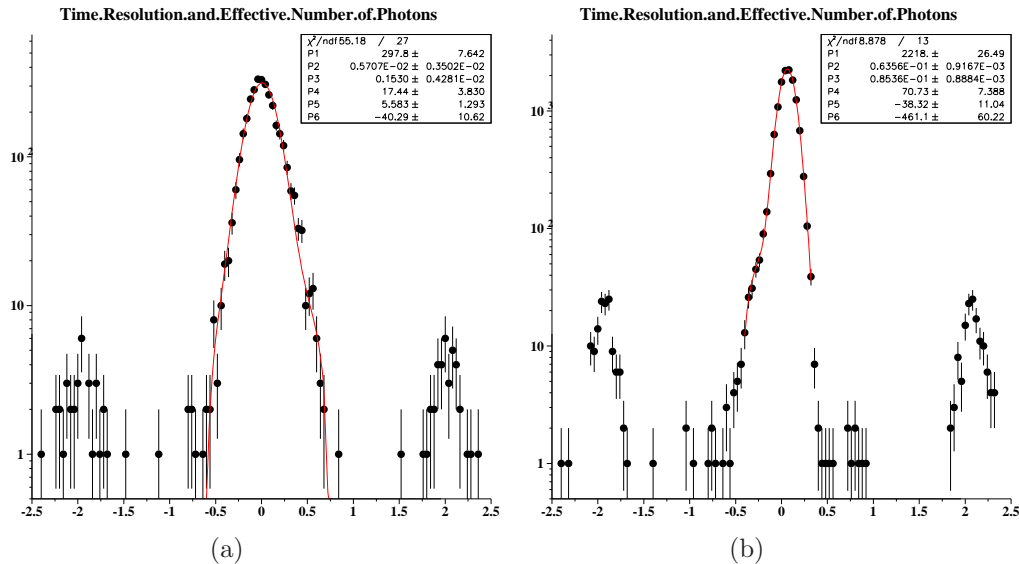 Time.Resolution.and.Effective.Number.of.Photons
χ²/ndf 55.18 / 27
P1 297.8 ± 7.642
P2 0.5707E-02 ± 0.3502E-02
P3 0.1530 ± 0.4281E-02
P4 17.44 ± 3.830
P5 5.583 ± 1.293
P6 -40.29 ± 10.62
10²
10
1
-2.5 -2 -1.5 -1 -0.5 0 0.5 1 1.5 2 2.5
(a)
Time.Resolution.and.Effective.Number.of.Photons
χ²/ndf 8.878 / 13
P1 2218. ± 26.49
P2 0.6356E-01 ± 0.9167E-03
P3 0.8536E-01 ± 0.8884E-03
P4 70.73 ± 7.388
P5 -38.32 ± 11.04
P6 -461.1 ± 60.22
10³
10²
10
1
-2.5 -2 -1.5 -1 -0.5 0 0.5 1 1.5 2 2.5
(b)